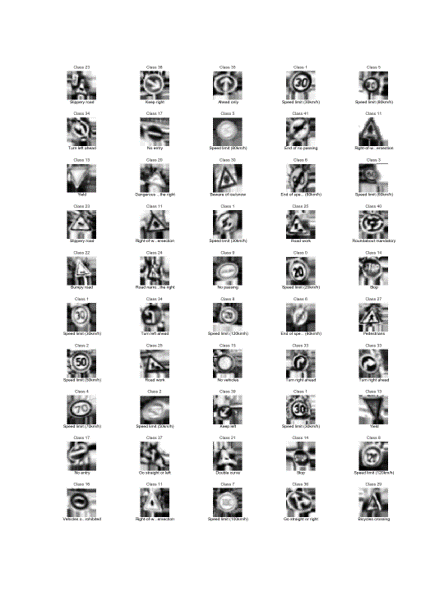 Class 23 Class 38 Class 35 Class 1 Class 5
30
Slippery road Keep right Ahead only Speed limit (30km/h) Speed limit (80km/h)
Class 34 Class 17 Class 3 Class 41 Class 11
Turn left ahead No entry Speed limit (60km/h) End of no passing Right-of-w...ersection
Class 13 Class 20 Class 30 Class 6 Class 3
Yield Dangerous...the right Beware of ice/snow End of spe...(80km/h) Speed limit (60km/h)
Class 23 Class 11 Class 1 Class 25 Class 40
Slippery road Right-of-w...ersection Speed limit (30km/h) Road work Roundabout mandatory
Class 22 Class 24 Class 9 Class 0 Class 14
20
Bumpy road Road narro...the right No passing Speed limit (20km/h) Stop
Class 1 Class 34 Class 8 Class 6 Class 27
Speed limit (30km/h) Turn left ahead Speed limit (120km/h) End of spe...(80km/h) Pedestrians
Class 2 Class 25 Class 15 Class 33 Class 33
50
Speed limit (50km/h) Road work No vehicles Turn right ahead Turn right ahead
Class 4 Class 2 Class 39 Class 1 Class 13
70 30
Speed limit (70km/h) Speed limit (50km/h) Keep left Speed limit (30km/h) Yield
Class 17 Class 37 Class 21 Class 14 Class 8
No entry Go straight or left Double curve Stop Speed limit (120km/h)
Class 16 Class 11 Class 7 Class 36 Class 29
Vehicles o...rohibited Right-of-w...ersection Speed limit (100km/h) Go straight or right Bicycles crossing